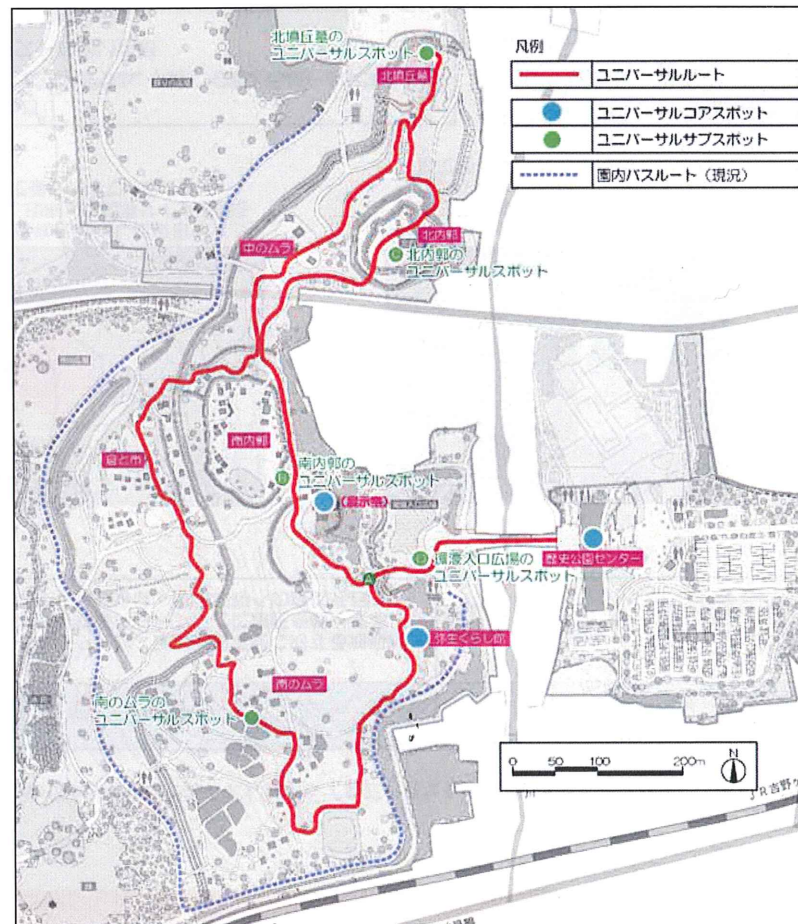 北墳丘墓の
ユニバーサルスポット
北墳丘墓
凡例
ユニバーサルルート
ユニバーサルコアスポット
ユニバーサルサブスポット
園内バスルート(現況)
中のムラ
北内郭
C
北内郭の
ユニバーサルスポット
倉と市
南内郭
南内郭の
ユニバーサルスポット
B
(展示室)
A
環濠入口広場の
ユニバーサルスポット
D
歴史公園センター
弥生くらし館
南のムラ
南のムラの
ユニバーサルスポット
0 50 100 200m
N
JR吉野ヶ